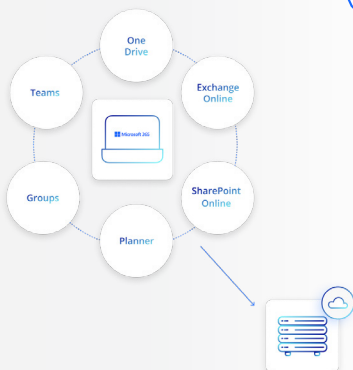 One
Drive
Teams
Exchange
Online
Microsoft 365
Groups
SharePoint
Online
Planner